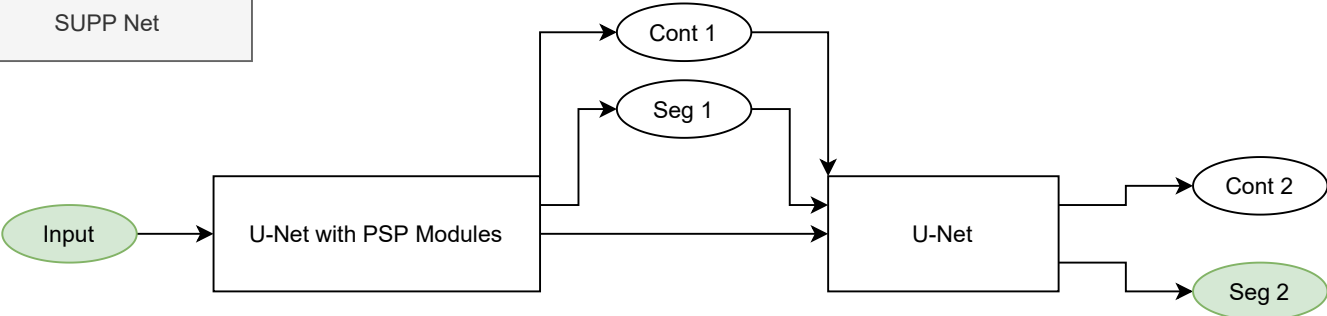 SUPP Net
Cont 1
Seg 1
Input
U-Net with PSP Modules
U-Net
Cont 2
Seg 2